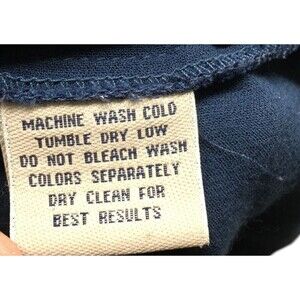 MACHINE WASH COLD
TUMBLE DRY LOW
DO NOT BLEACH WASH
COLORS SEPARATELY
DRY CLEAN FOR
BEST RESULTS